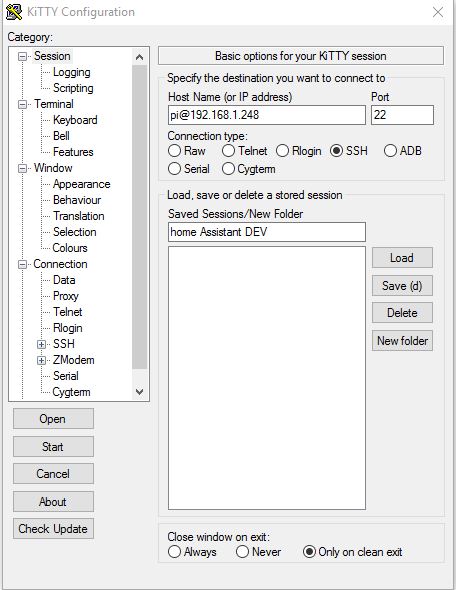 KiTTY Configuration
Category:
Session
Logging
Scripting
Terminal
Keyboard
Bell
Features
Window
Appearance
Behaviour
Translation
Selection
Colours
Connection
Data
Proxy
Telnet
Rlogin
SSH
ZModem
Serial
Cygterm
Open
Start
Cancel
About
Check Update
Basic options for your KiTTY session
Specify the destination you want to connect to
Host Name (or IP address) Port
pi@192.168.1.248 22
Connection type:
Raw Telnet Rlogin SSH ADB
Serial Cygterm
Load, save or delete a stored session
Saved Sessions/New Folder
home Assistant DEV
Load
Save (d)
Delete
New folder
Close window on exit:
Always Never Only on clean exit